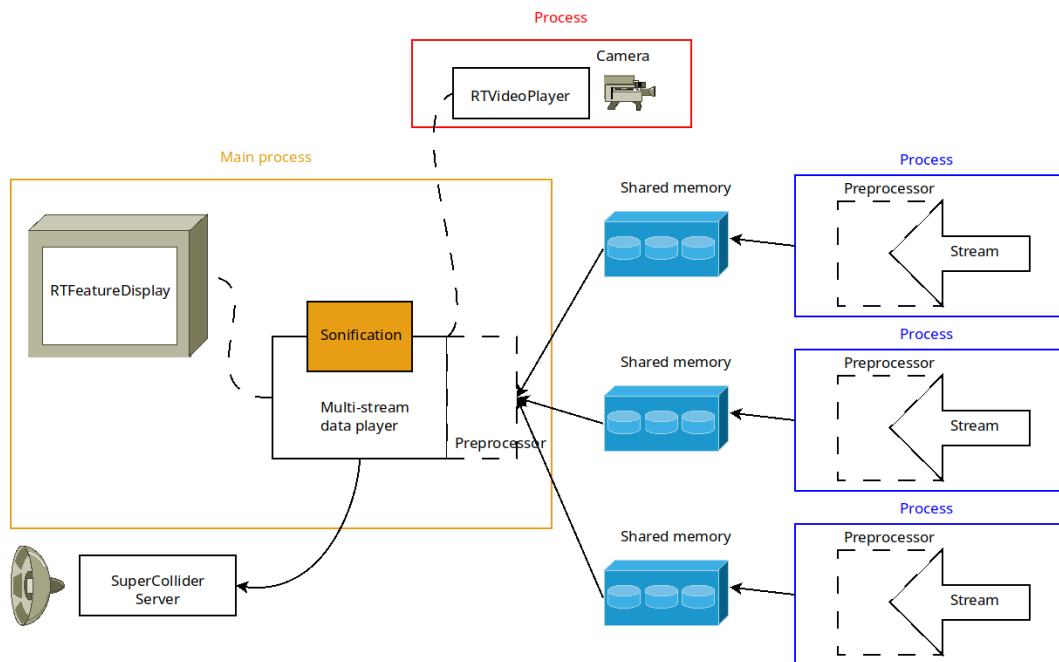 Process
Camera
RTVideoPlayer
Main process
Process
Shared memory
Preprocessor
Stream
RTFeatureDisplay
Sonification
Multi-stream
data player
Preprocessor
Process
Shared memory
Preprocessor
Stream
Process
Shared memory
Preprocessor
Stream
SuperCollider
Server